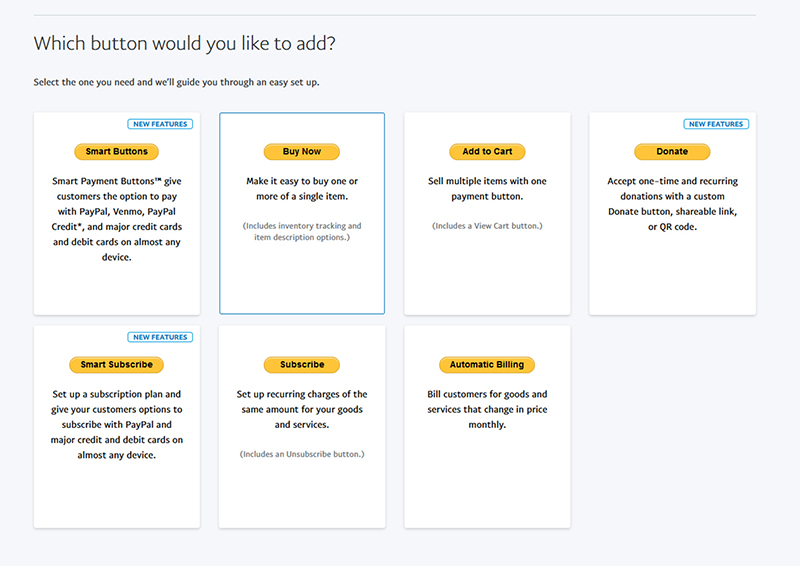 Which button would you like to add?
Select the one you need and we'll guide you through an easy set up.
NEW FEATURES
Smart Buttons
Smart Payment Buttons™ give
customers the option to pay
with PayPal, Venmo, PayPal
Credit*, and major credit cards
and debit cards on almost any
device.
Buy Now
Make it easy to buy one or
more of a single item.
(Includes inventory tracking and
item description options.)
Add to Cart
Sell multiple items with one
payment button.
(Includes a View Cart button.)
NEW FEATURES
Donate
Accept one-time and recurring
donations with a custom
Donate button, shareable link,
or QR code.
NEW FEATURES
Smart Subscribe
Set up a subscription plan and
give your customers options to
subscribe with PayPal and
major credit and debit cards on
almost any device.
Subscribe
Set up recurring charges of the
same amount for your goods
and services.
(Includes an Unsubscribe button.)
Automatic Billing
Bill customers for goods and
services that change in price
monthly.